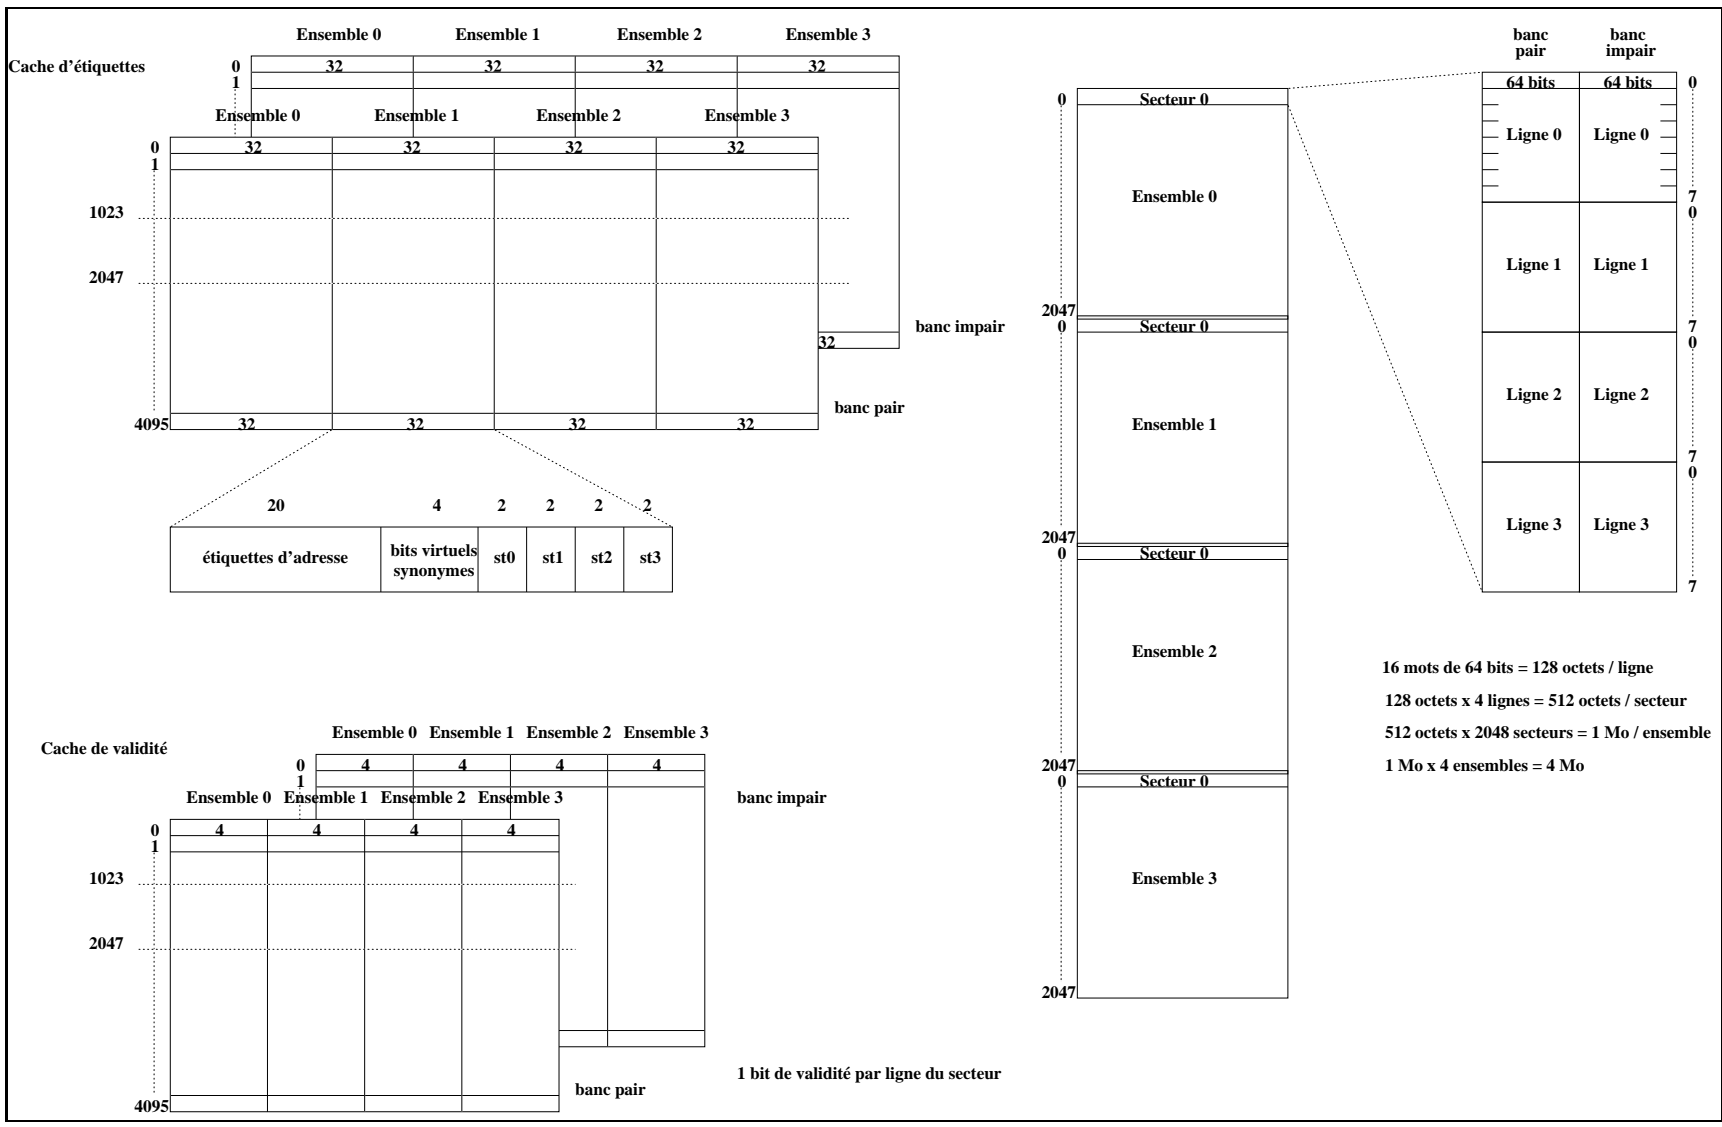 Ensemble 0 Ensemble 1 Ensemble 2 Ensemble 3
Cache d'étiquettes
0 32 32 32 32
1
Ensemble 0 Ensemble 1 Ensemble 2 Ensemble 3
0 32 32 32 32
1
1023
2047
32
banc impair
banc pair
4095 32 32 32 32
20 4 2 2 2 2
étiquettes d'adresse
bits virtuels
synonymes
st0 st1 st2 st3
Ensemble 0 Ensemble 1 Ensemble 2 Ensemble 3
Cache de validité
0 4 4 4 4
1
Ensemble 0 Ensemble 1 Ensemble 2 Ensemble 3
banc impair
0 4 4 4 4
1
1023
2047
1 bit de validité par ligne du secteur
banc pair
4095
0 Secteur 0
Ensemble 0
2047
0 Secteur 0
Ensemble 1
2047
0 Secteur 0
Ensemble 2
2047
0 Secteur 0
Ensemble 3
2047
banc banc
pair impair
64 bits 64 bits 0
Ligne 0 Ligne 0
7
0
Ligne 1 Ligne 1
7
0
Ligne 2 Ligne 2
7
0
Ligne 3 Ligne 3
7
16 mots de 64 bits = 128 octets / ligne
128 octets x 4 lignes = 512 octets / secteur
512 octets x 2048 secteurs = 1 Mo / ensemble
1 Mo x 4 ensembles = 4 Mo